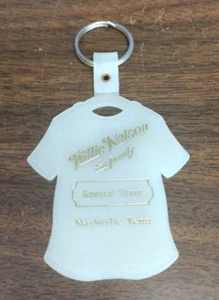 Willie Nelson
& Family
General Store
Nashville Tenn